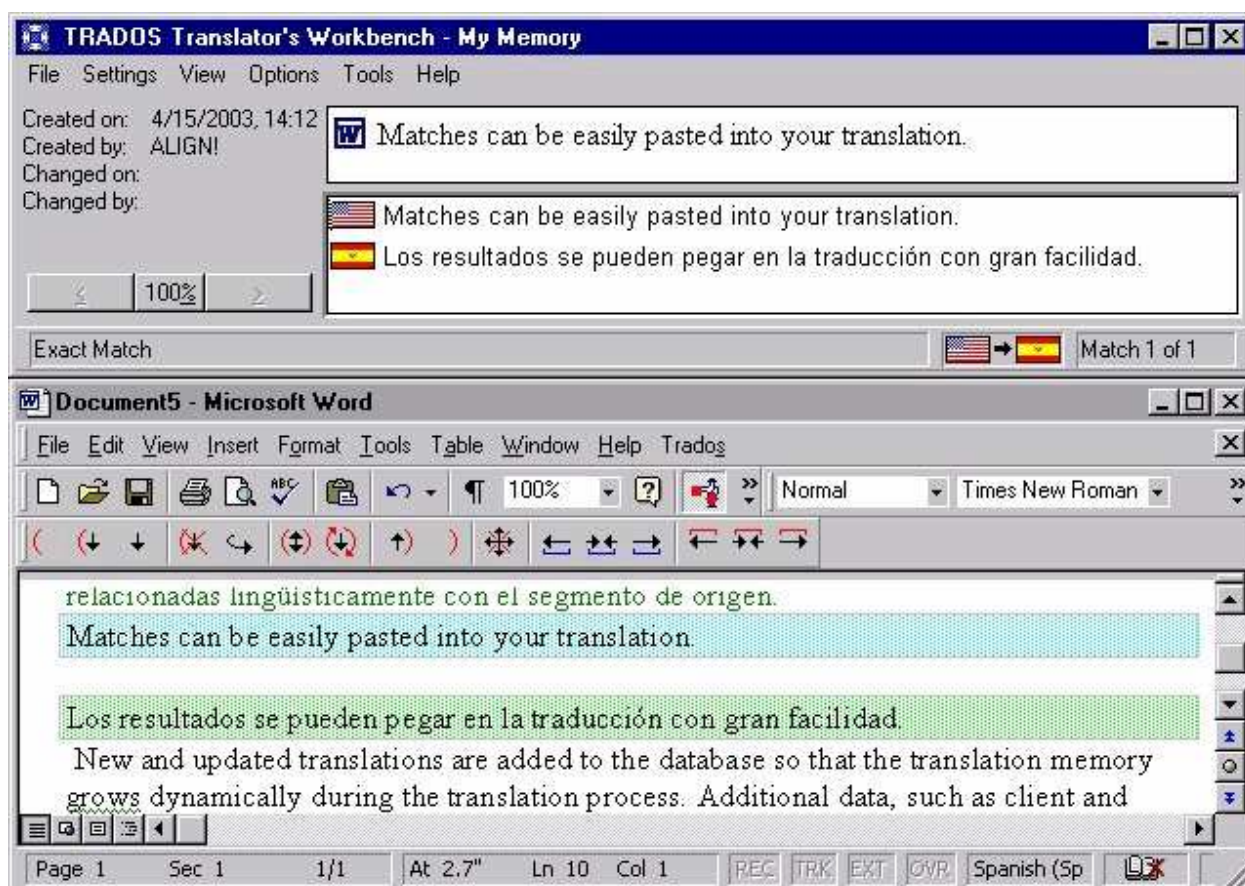 TRADOS Translator's Workbench - My Memory
File Settings View Options Tools Help
Created on: 4/15/2003, 14:12
Created by: ALIGN!
Changed on:
Changed by:
Matches can be easily pasted into your translation.
Matches can be easily pasted into your translation.
Los resultados se pueden pegar en la traducción con gran facilidad.
< 100% >
Exact Match
Match 1 of 1
Document5 - Microsoft Word
File Edit View Insert Format Tools Table Window Help Trados
ABC ¶ 100% Normal Times New Roman
relacionadas lingüísticamente con el segmento de origen.
Matches can be easily pasted into your translation.
Los resultados se pueden pegar en la traducción con gran facilidad.
New and updated translations are added to the database so that the translation memory
grows dynamically during the translation process. Additional data, such as client and
Page 1 Sec 1 1/1 At 2.7" Ln 10 Col 1 REC TRK EXT OVR Spanish (Sp